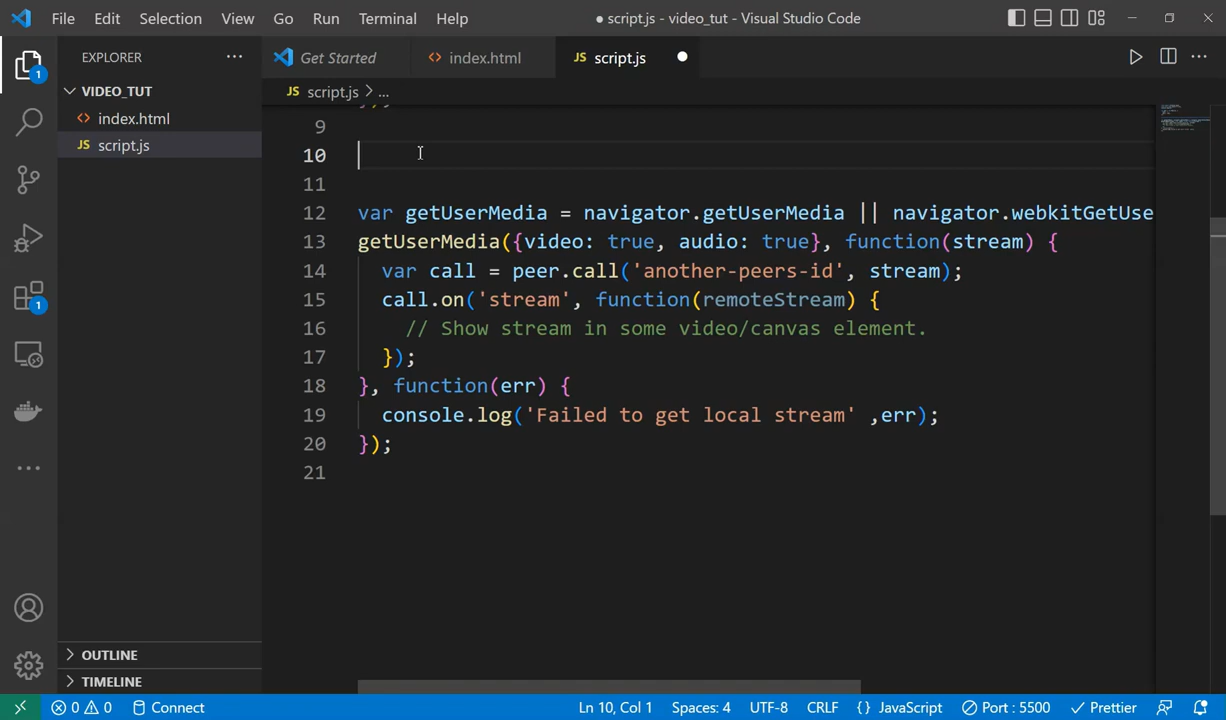 File Edit Selection View Go Run Terminal Help ● script.js - video_tut - Visual Studio Code
EXPLORER ...
VIDEO_TUT
<> index.html
JS script.js
OUTLINE
TIMELINE
1
1
Get Started <> index.html JS script.js
JS script.js > ...
9
10
11
12 var getUserMedia = navigator.getUserMedia || navigator.webkitGetUse
13 getUserMedia({video: true, audio: true}, function(stream) {
14 var call = peer.call('another-peers-id', stream);
15 call.on('stream', function(remoteStream) {
16 // Show stream in some video/canvas element.
17 });
18 }, function(err) {
19 console.log('Failed to get local stream' ,err);
20 });
21
0 0 Connect Ln 10, Col 1 Spaces: 4 UTF-8 CRLF {} JavaScript Port : 5500 Prettier